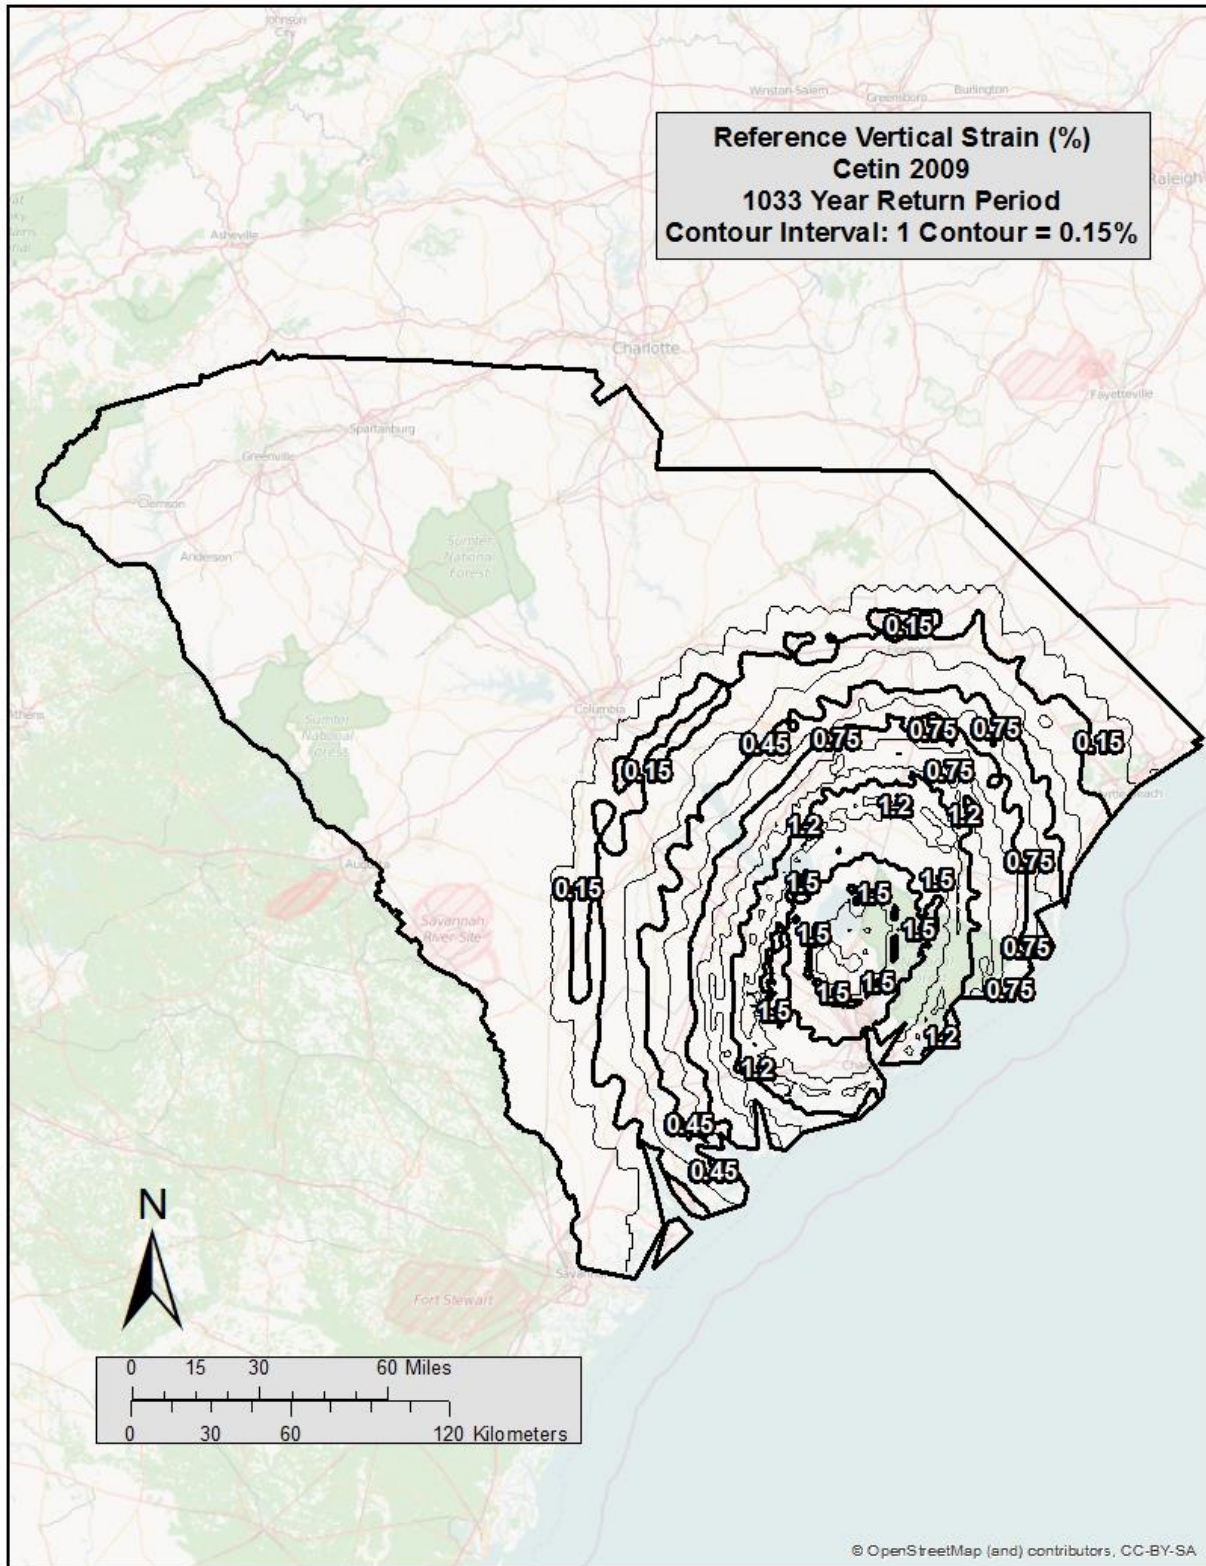 Johnson
City
Winston-Salem
Greensboro
Burlington
Reference Vertical Strain (%)
Cetin 2009
1033 Year Return Period
Contour Interval: 1 Contour = 0.15%
Raleigh
Asheville
Charlotte
Fayetteville
Spartanburg
Greenville
Clemson
Sumter
National
Forest
Anderson
0.15
Columbia
Athens
Sumter
National
Forest
0.45
0.75
0.75
0.75
0.15
0.15
0.75
1.2
1.2
1.2
Augusta
0.75
0.15
1.5
1.5
1.5
Savannah
River Site
1.5
1.5
0.75
1.5
1.5
0.75
1.5
1.2
1.2
0.45
0.45
N
Fort Stewart
0 15 30 60 Miles
0 30 60 120 Kilometers
© OpenStreetMap (and) contributors, CC-BY-SA